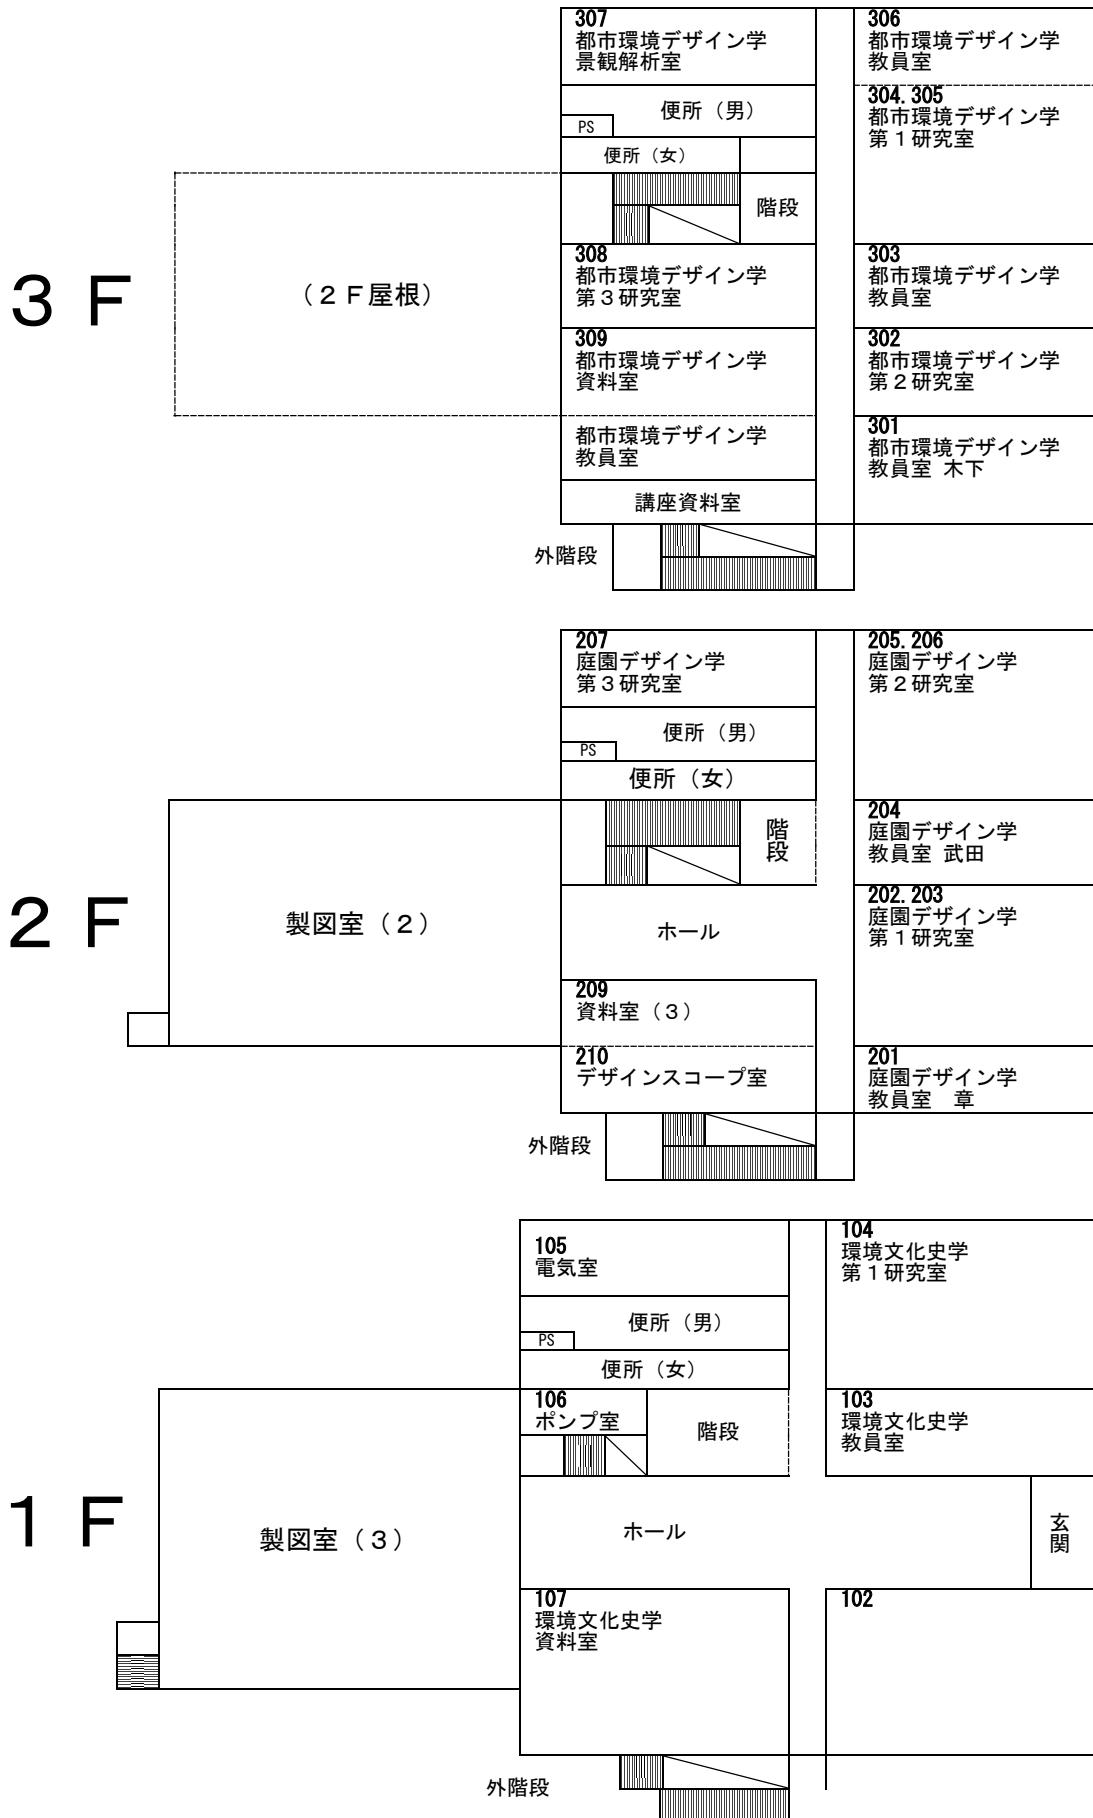 ３Ｆ
307
都市環境デザイン学
景観解析室
306
都市環境デザイン学
教員室
便所（男）
PS
304.305
都市環境デザイン学
第１研究室
便所（女）
階段
（２Ｆ屋根）
308
都市環境デザイン学
第３研究室
303
都市環境デザイン学
教員室
309
都市環境デザイン学
資料室
302
都市環境デザイン学
第２研究室
都市環境デザイン学
教員室
301
都市環境デザイン学
教員室 木下
講座資料室
外階段
２Ｆ
207
庭園デザイン学
第３研究室
205.206
庭園デザイン学
第２研究室
便所（男）
PS
便所（女）
階段
204
庭園デザイン学
教員室 武田
製図室（２）
ホール
202.203
庭園デザイン学
第１研究室
209
資料室（３）
210
デザインスコープ室
201
庭園デザイン学
教員室　章
外階段
１Ｆ
105
電気室
104
環境文化史学
第１研究室
便所（男）
PS
便所（女）
106
ポンプ室
階段
103
環境文化史学
教員室
製図室（３）
ホール
玄関
107
環境文化史学
資料室
102
外階段